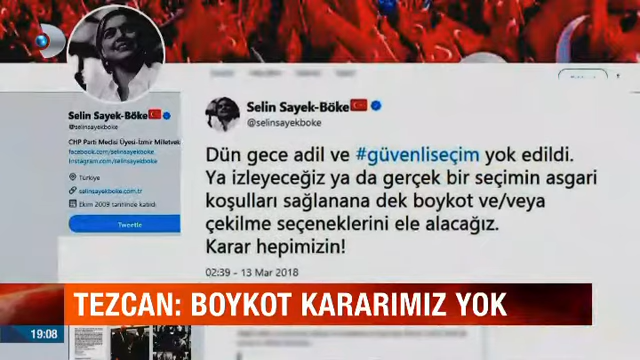 D
Selin Sayek-Böke
@selinsayekboke
CHP Parti Meclisi Üyesi-İzmir Milletvek
facebook.com/selinsayekboke
Instagram.com/selinsayekboke
Türkiye
selinsayekboke.com.tr
Ekim 2009 tarihinde katıldı
Tweetle
Selin Sayek-Böke
@selinsayekboke
Dün gece adil ve #güvenliseçim yok edildi.
Ya izleyeceğiz ya da gerçek bir seçimin asgari
koşulları sağlanana dek boykot ve/veya
çekilme seçeneklerini ele alacağız.
Karar hepimizin!
02:39 - 13 Mar 2018
TEZCAN: BOYKOT KARARIMIZ YOK
19:08